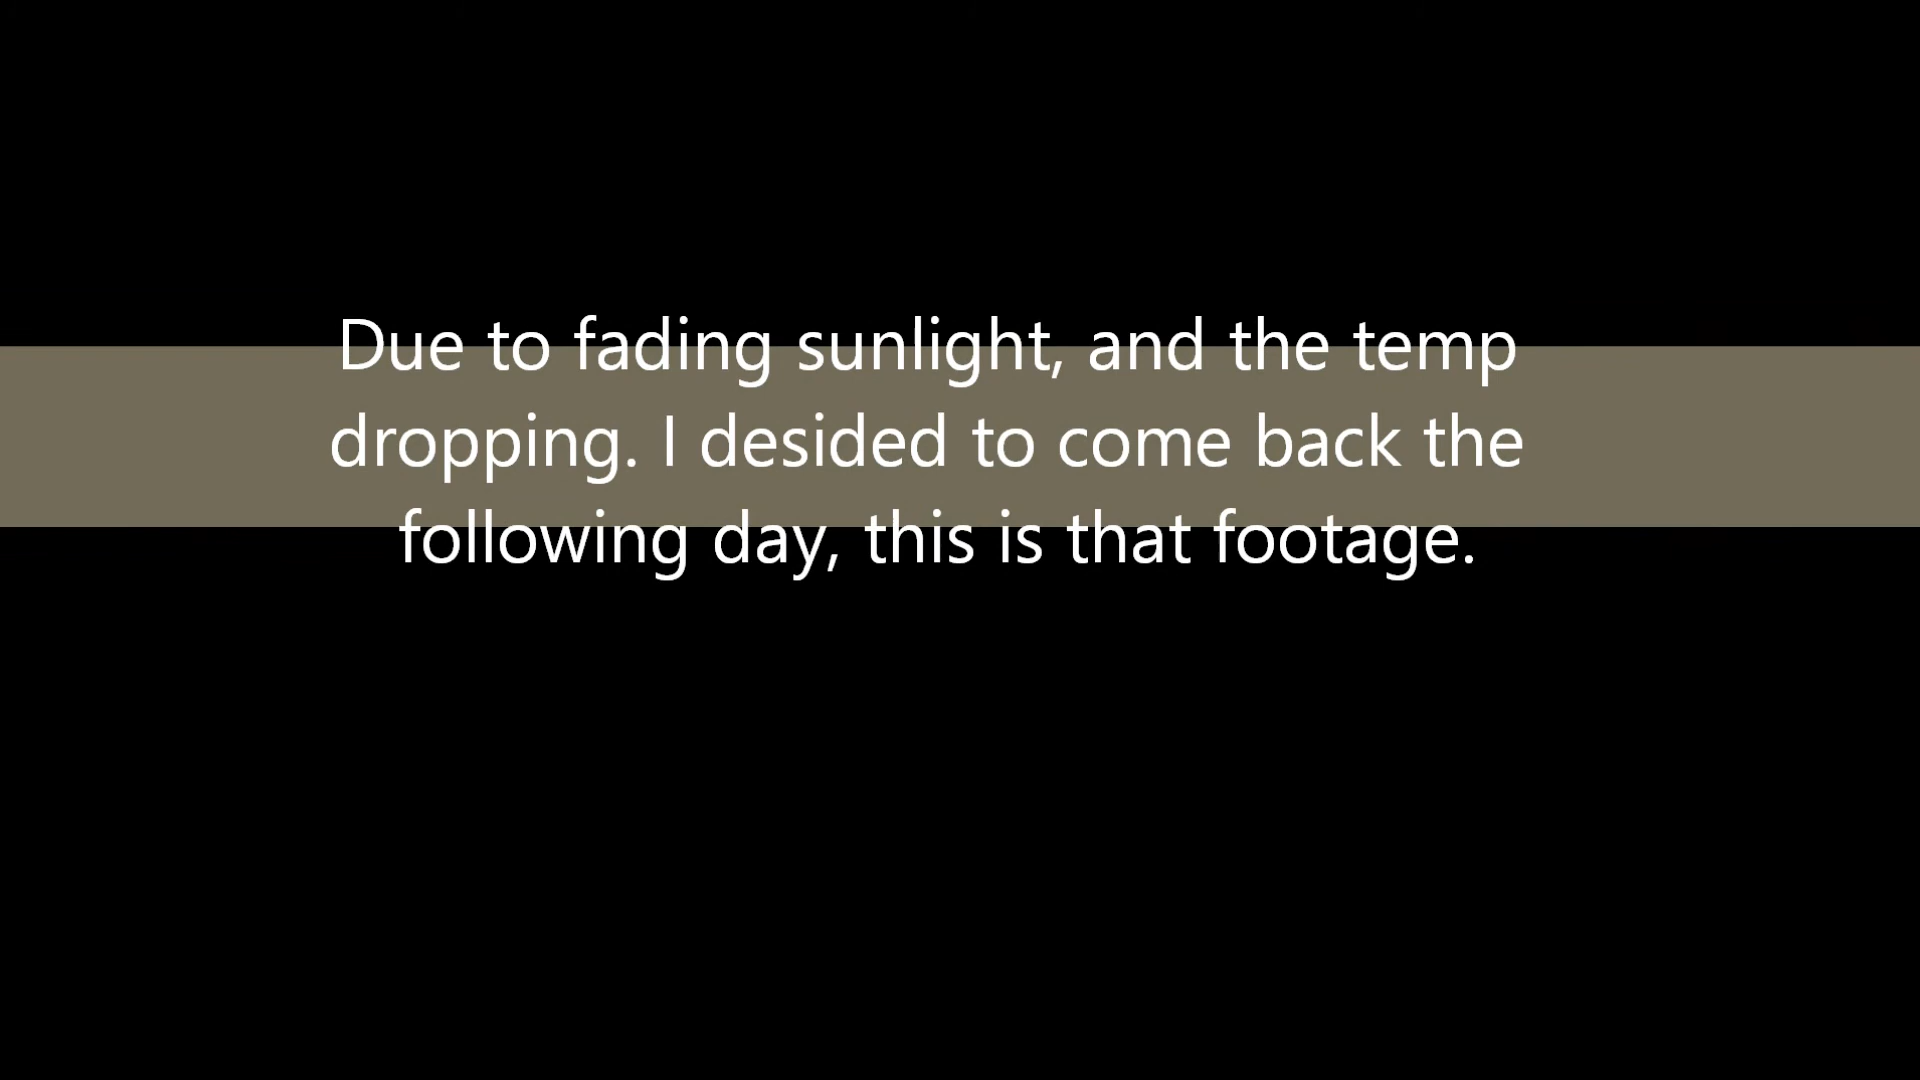 Due to fading sunlight, and the temp
dropping. I desided to come back the
following day, this is that footage.